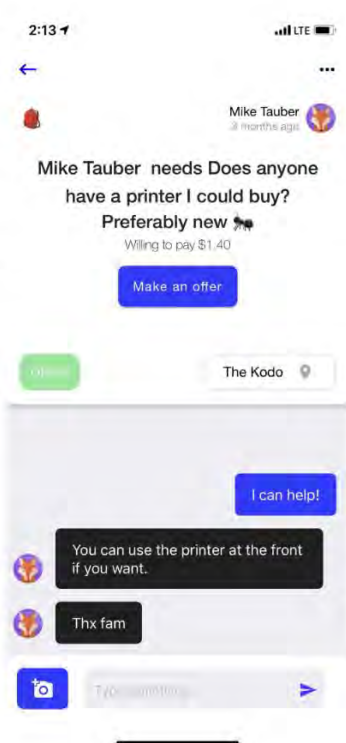 2:13
LTE
Mike Tauber
3 months ago
Mike Tauber needs Does anyone
have a printer I could buy?
Preferably new 🐜
Willing to pay $1.40
Make an offer
The Kodo
I can help!
You can use the printer at the front
if you want.
Thx fam